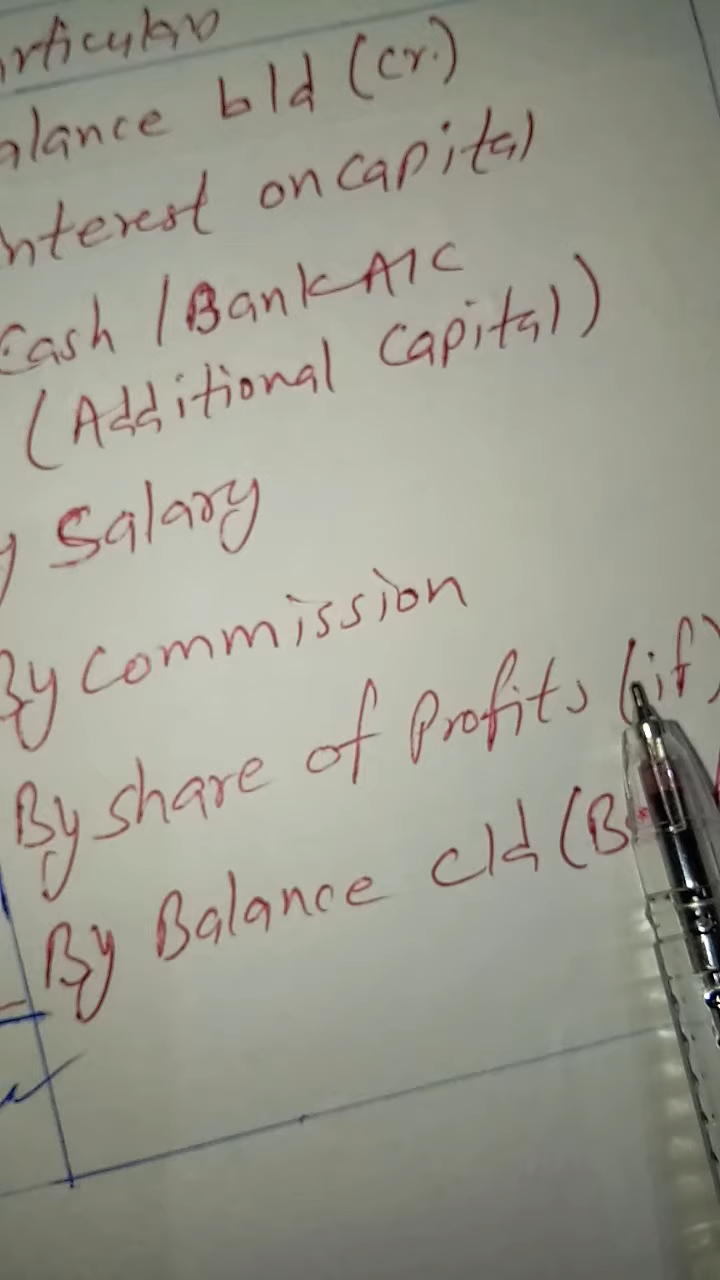 articulars
alance b/d (cr.)
nterest on capital
Cash / Bank A/C
(Additional Capital)
y Salary
By Commission
By share of Profits (if)
By Balance c/d (B